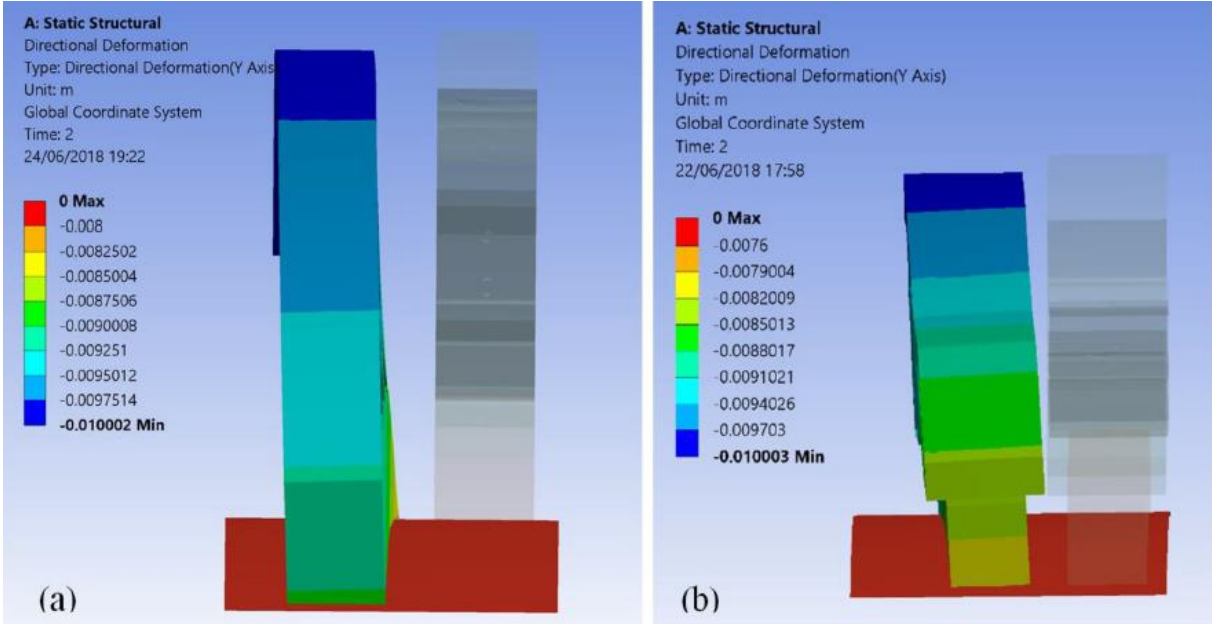 A: Static Structural
Directional Deformation
Type: Directional Deformation(Y Axis
Unit: m
Global Coordinate System
Time: 2
24/06/2018 19:22
0 Max
-0.008
-0.0082502
-0.0085004
-0.0087506
-0.0090008
-0.009251
-0.0095012
-0.0097514
-0.010002 Min
(a)
A: Static Structural
Directional Deformation
Type: Directional Deformation(Y Axis)
Unit: m
Global Coordinate System
Time: 2
22/06/2018 17:58
0 Max
-0.0076
-0.0079004
-0.0082009
-0.0085013
-0.0088017
-0.0091021
-0.0094026
-0.009703
-0.010003 Min
(b)